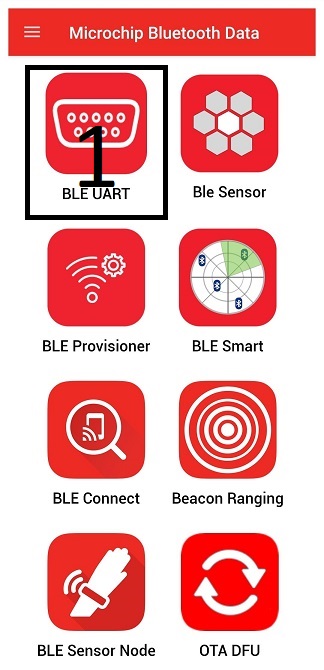 Microchip Bluetooth Data
1
BLE UART
Ble Sensor
BLE Provisioner
BLE Smart
BLE Connect
Beacon Ranging
BLE Sensor Node
OTA DFU